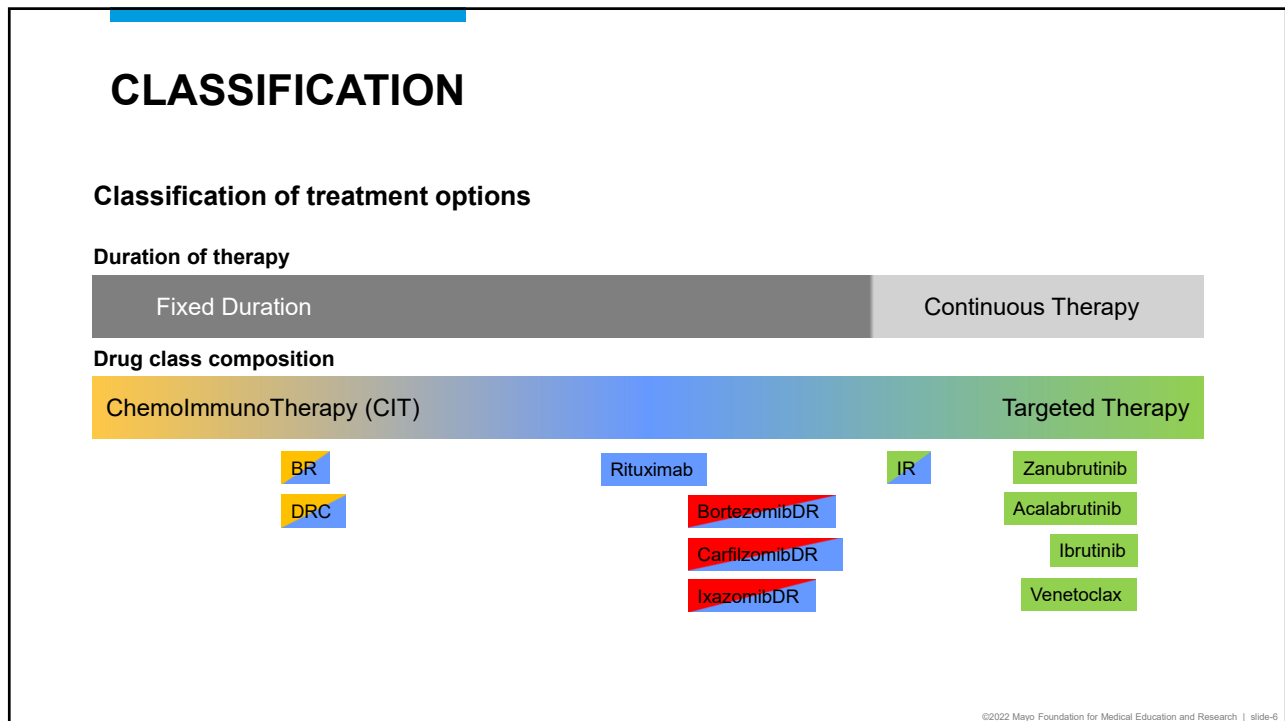 CLASSIFICATION
Classification of treatment options
Duration of therapy
Fixed Duration
Continuous Therapy
Drug class composition
ChemoImmunoTherapy (CIT)
Targeted Therapy
BR
Rituximab
IR
Zanubrutinib
DRC
BortezomibDR
Acalabrutinib
CarfilzomibDR
Ibrutinib
IxazomibDR
Venetoclax
©2022 Mayo Foundation for Medical Education and Research | slide-6